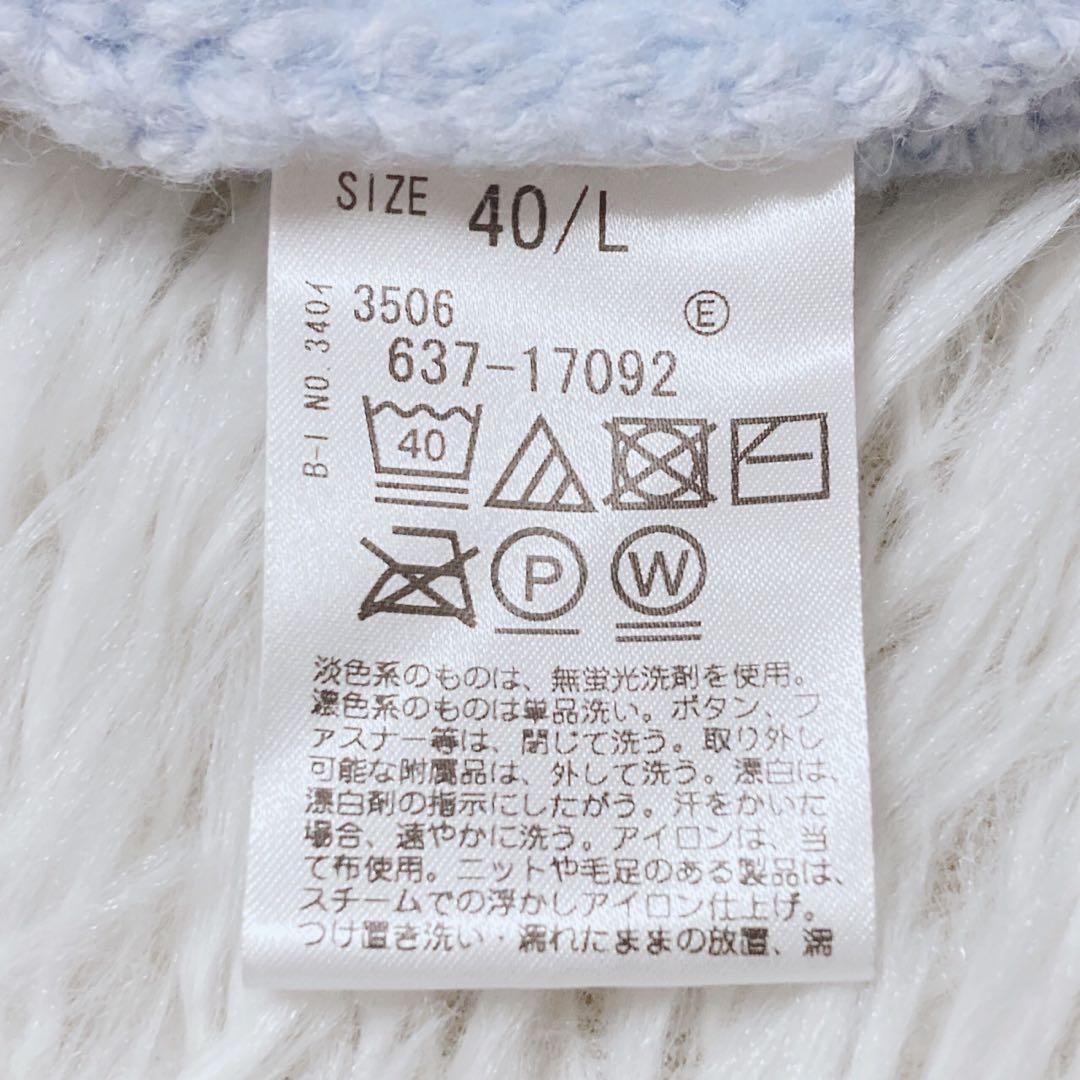 SIZE 40/L
B-I NO.3401
3506 Ⓔ
637-17092
40
P W
淡色系のものは、無蛍光洗剤を使用。
濃色系のものは単品洗い。ボタン、フ
ァスナー等は、閉じて洗う。取り外し
可能な附属品は、外して洗う。漂白は、
漂白剤の指示にしたがう。汗をかいた
場合、速やかに洗う。アイロンは、当
て布使用。ニットや毛足のある製品は、
スチームでの浮かしアイロン仕上げ。
つけ置き洗い・濡れたままの放置、濡